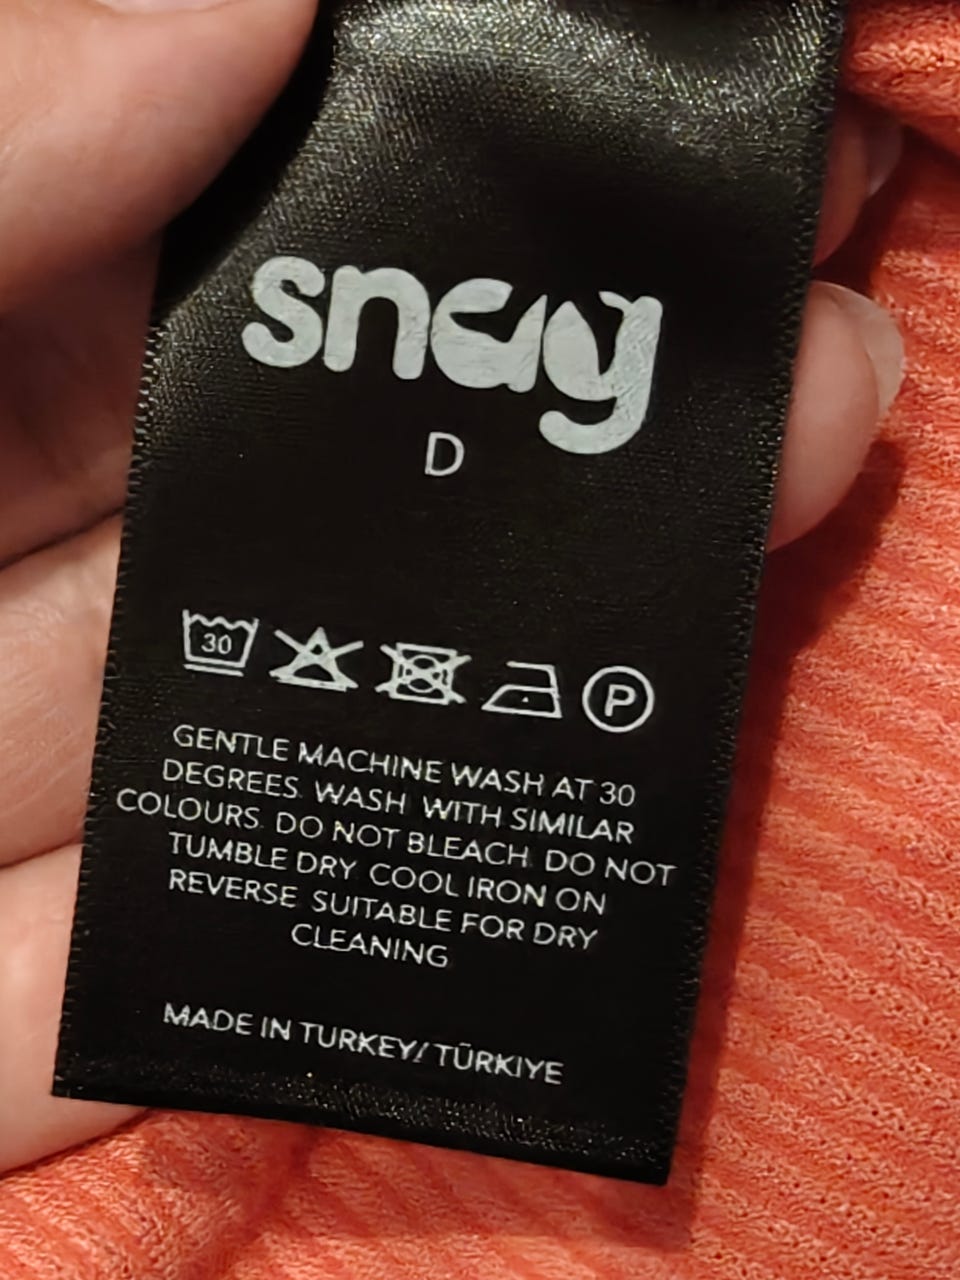 snag
D
30
P
GENTLE MACHINE WASH AT 30
DEGREES. WASH WITH SIMILAR
COLOURS. DO NOT BLEACH. DO NOT
TUMBLE DRY. COOL IRON ON
REVERSE. SUITABLE FOR DRY
CLEANING
MADE IN TURKEY/ TÜRKIYE